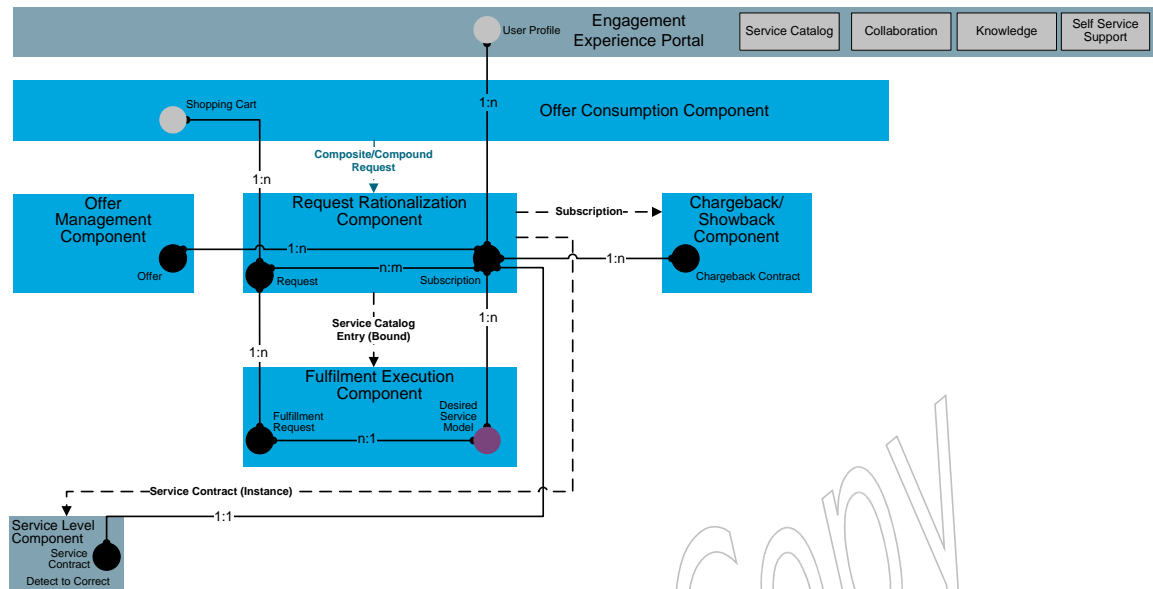 User Profile
Engagement
Experience Portal
Service Catalog
Collaboration
Knowledge
Self Service
Support
Shopping Cart
1:n
Offer Consumption Component
Composite/Compound
Request
1:n
Offer
Management
Component
Offer
Request Rationalization
Component
Subscription
Chargeback/
Showback
Component
1:n
n:m
Request
Subscription
1:n
Chargeback Contract
Service Catalog
Entry (Bound)
1:n
1:n
Fulfilment Execution
Component
Fulfillment
Request
Desired
Service
Model
n:1
Service Contract (Instance)
1:1
Service Level
Component
Service
Contract
Detect to Correct
copy